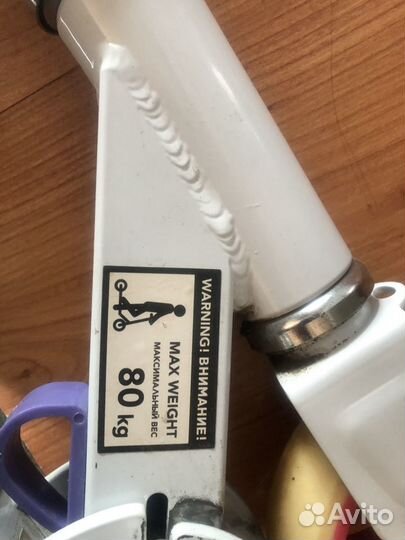 WARNING! ВНИМАНИЕ!
MAX WEIGHT
МАКСИМАЛЬНЫЙ ВЕС
80 kg
Avito